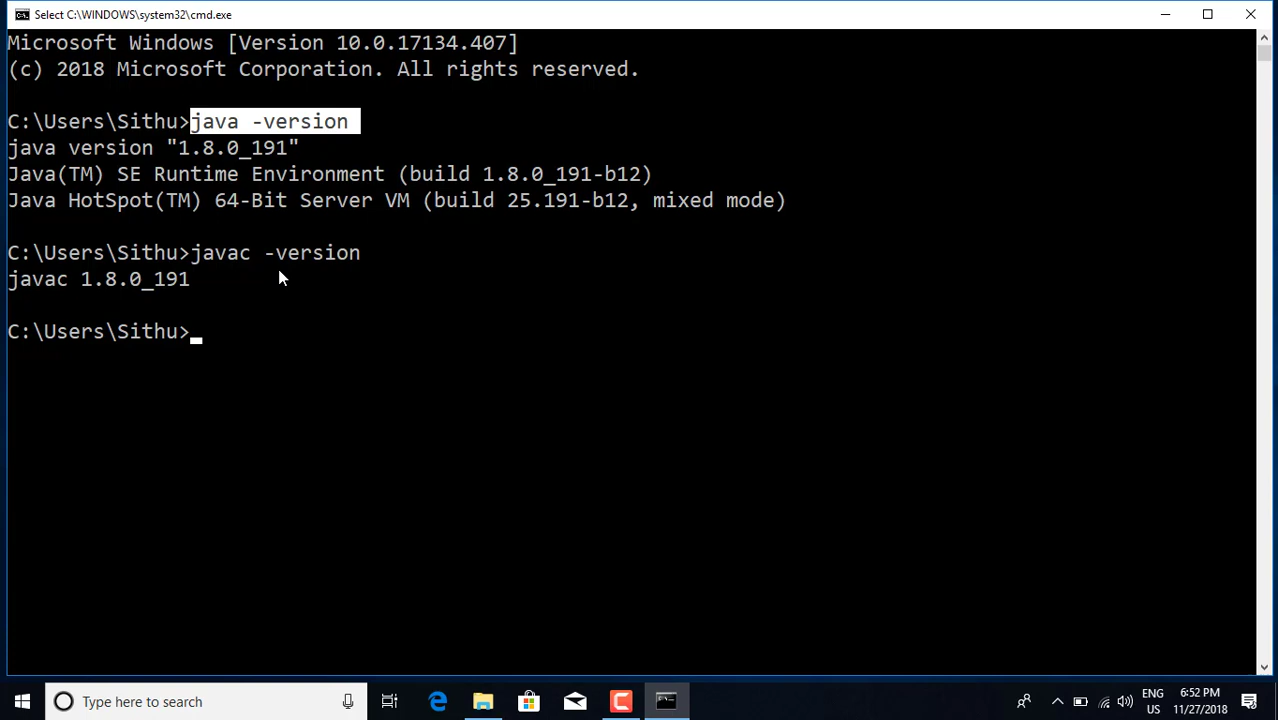 Select C:\WINDOWS\system32\cmd.exe
Microsoft Windows [Version 10.0.17134.407]
(c) 2018 Microsoft Corporation. All rights reserved.
C:\Users\Sithu>java -version
java version "1.8.0_191"
Java(TM) SE Runtime Environment (build 1.8.0_191-b12)
Java HotSpot(TM) 64-Bit Server VM (build 25.191-b12, mixed mode)
C:\Users\Sithu>javac -version
javac 1.8.0_191
C:\Users\Sithu>_
Type here to search
ENG
US
6:52 PM
11/27/2018